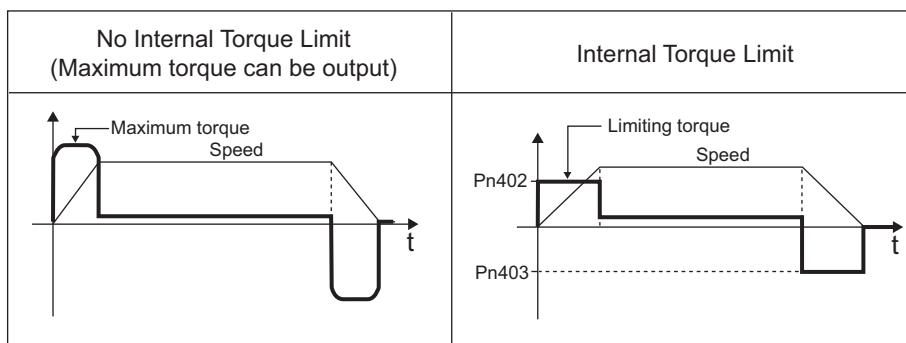 No Internal Torque Limit
(Maximum torque can be output)
Internal Torque Limit
Maximum torque
Speed
t
Limiting torque
Speed
Pn402
t
Pn403